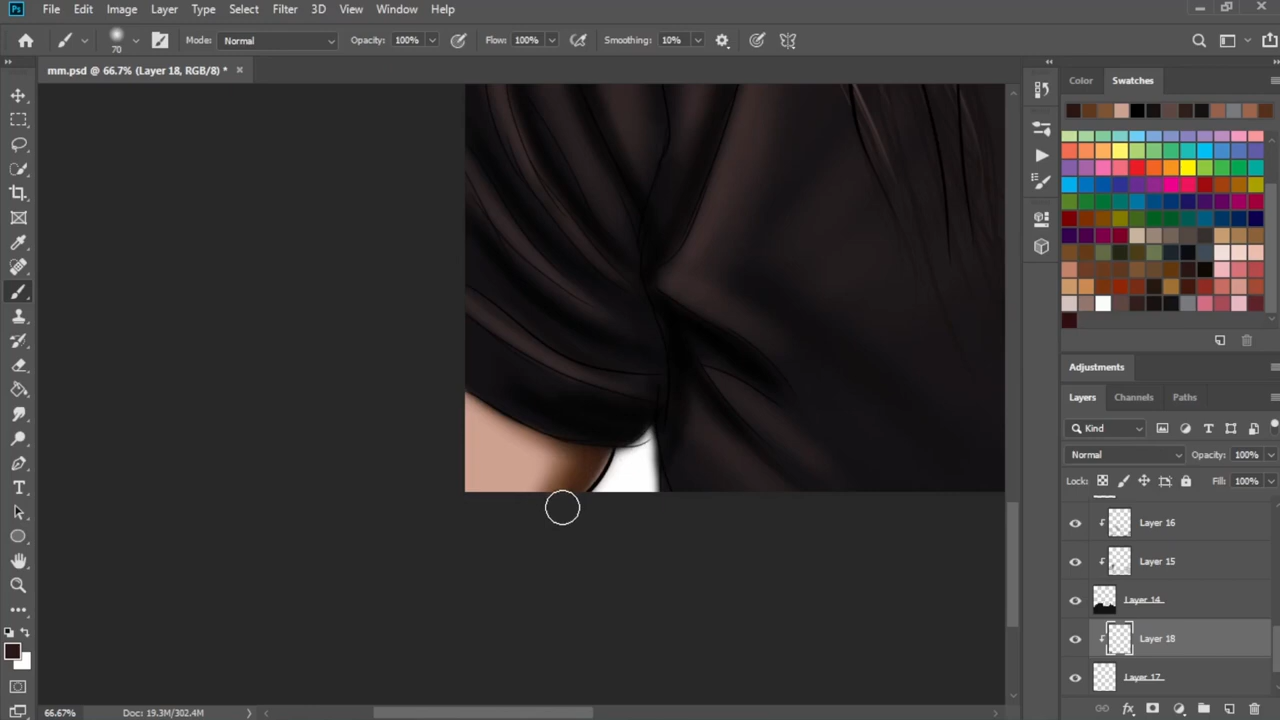 Ps File Edit Image Layer Type Select Filter 3D View Window Help
70 Mode: Normal Opacity: 100% Flow: 100% Smoothing: 10%
mm.psd @ 66.7% (Layer 18, RGB/8) *
Color Swatches
Adjustments
Layers Channels Paths
Kind
Normal Opacity: 100%
Lock: Fill: 100%
Layer 16
Layer 15
Layer 14
Layer 18
Layer 17
66.67% Doc: 19.3M/302.4M